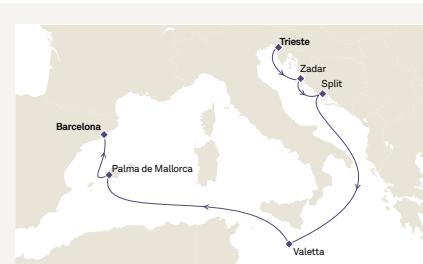 Trieste
Zadar
Split
Barcelona
Palma de Mallorca
Valetta